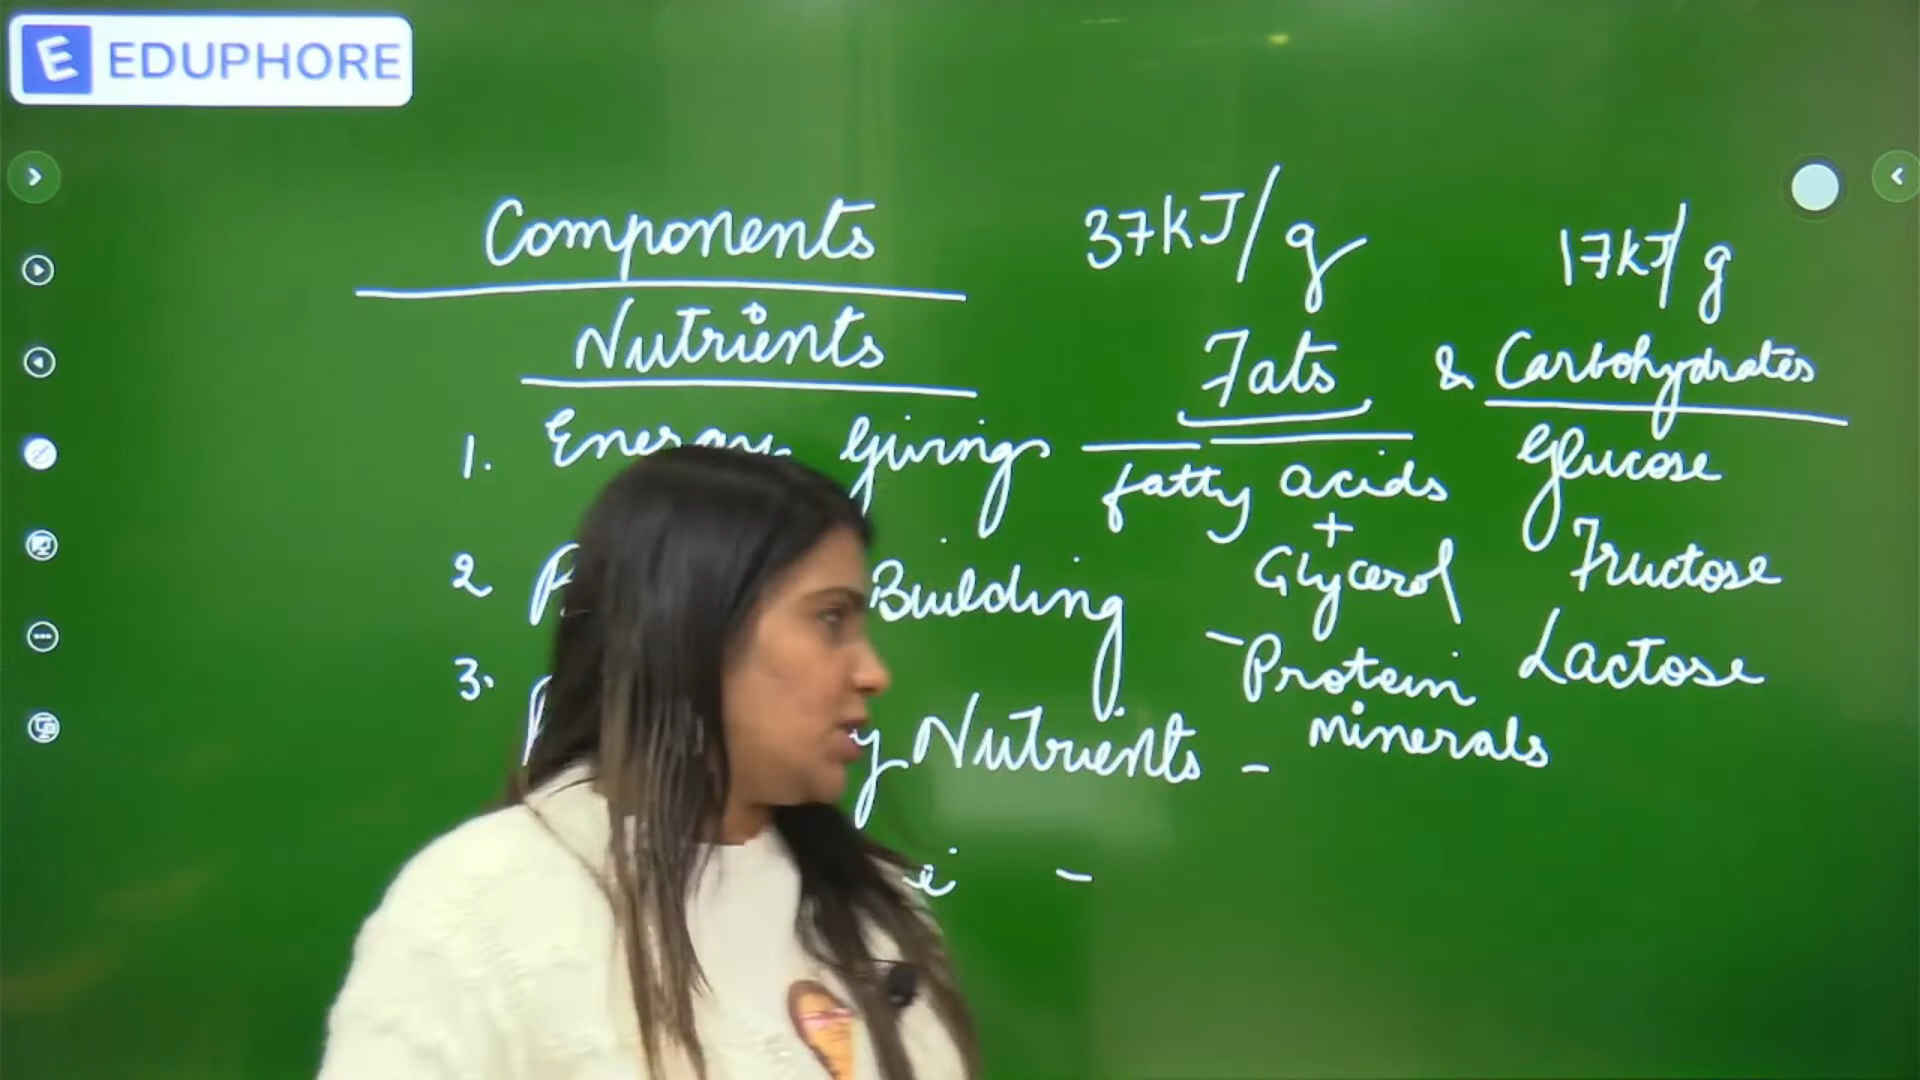 EDUPHORE
Components
Nutrients
37kJ/g
17kJ/g
Fats & Carbohydrates
1. Energy Giving
fatty acids
+
Glycerol
Glucose
Fructose
Lactose
2 Building
- Protein
minerals
3. Nutrients -